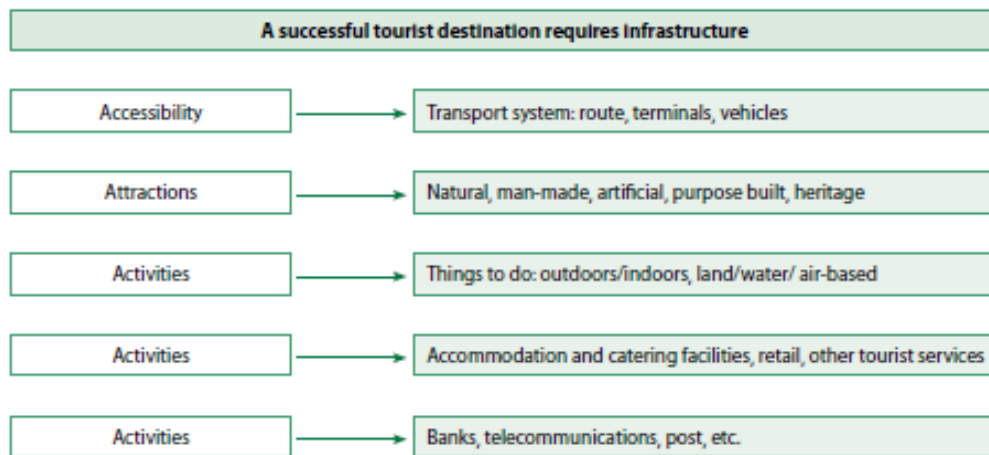 A successful tourist destination requires infrastructure
Accessibility
Transport system: route, terminals, vehicles
Attractions
Natural, man-made, artificial, purpose built, heritage
Activities
Things to do: outdoors/indoors, land/water/ air-based
Activities
Accommodation and catering facilities, retail, other tourist services
Activities
Banks, telecommunications, post, etc.